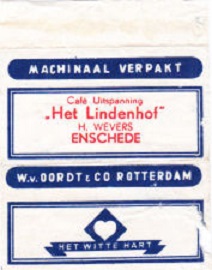 MACHINAAL VERPAKT
Café Uitspanning
„Het Lindenhof"
H. WEVERS
ENSCHEDE
W.v.OORDT & CO ROTTERDAM
HET WITTE HART